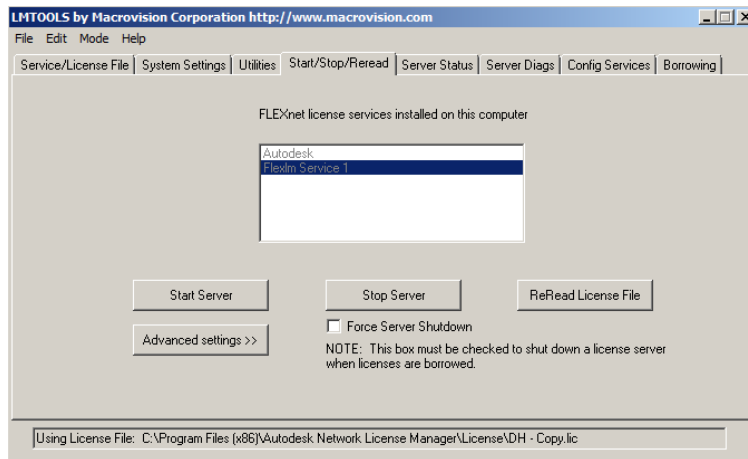 LMTOOLS by Macrovision Corporation http://www.macrovision.com
File Edit Mode Help
Service/License File System Settings Utilities Start/Stop/Reread Server Status Server Diags Config Services Borrowing
FLEXnet license services installed on this computer
Autodesk
Flexlm Service 1
Start Server Stop Server ReRead License File
Force Server Shutdown
Advanced settings >>
NOTE: This box must be checked to shut down a license server
when licenses are borrowed.
Using License File: C:\Program Files (x86)\Autodesk Network License Manager\License\DH - Copy.lic